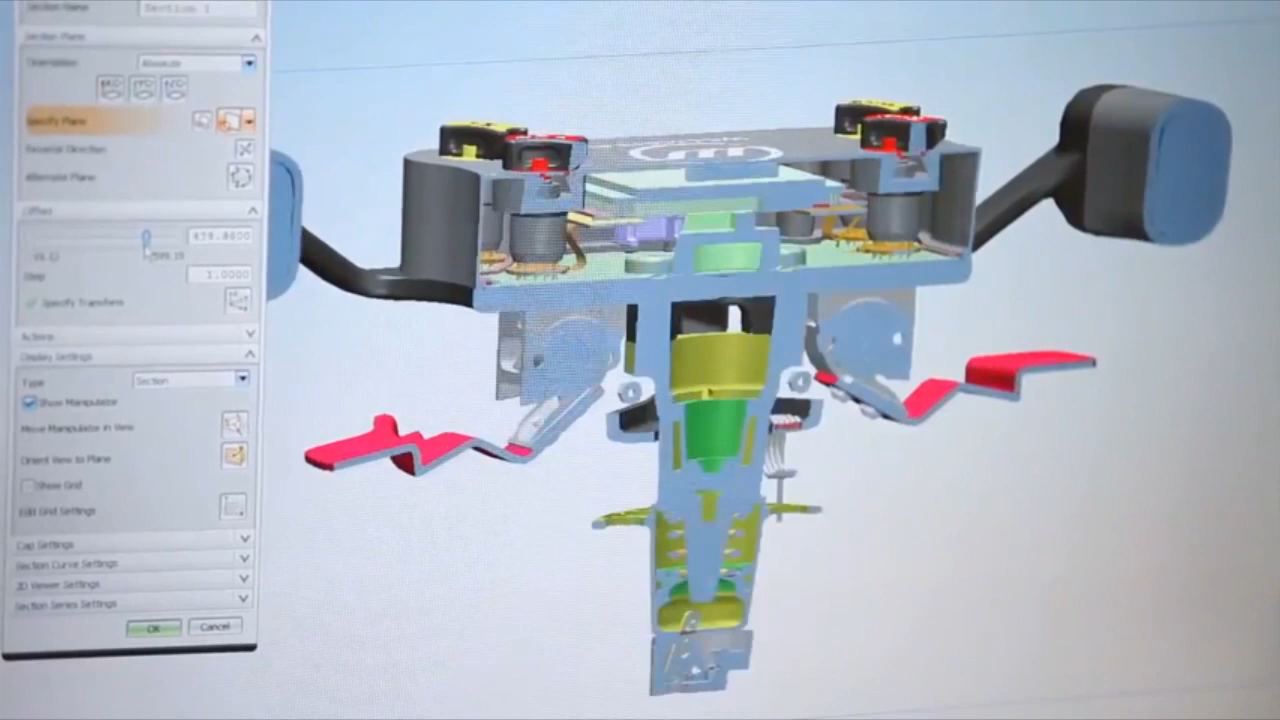 Section Name Section 1
Section Plane
Orientation Absolute
Specify Plane
Reverse Direction
Alternate Plane
Offset
Step 1.0000
Specify Transform
Actions
Display Settings
Type Section
Show Manipulator
Move Manipulator in View
Orient View to Plane
Show Grid
Edit Grid Settings
Cap Settings
Section Curve Settings
2D Viewer Settings
Section Series Settings
OK Cancel